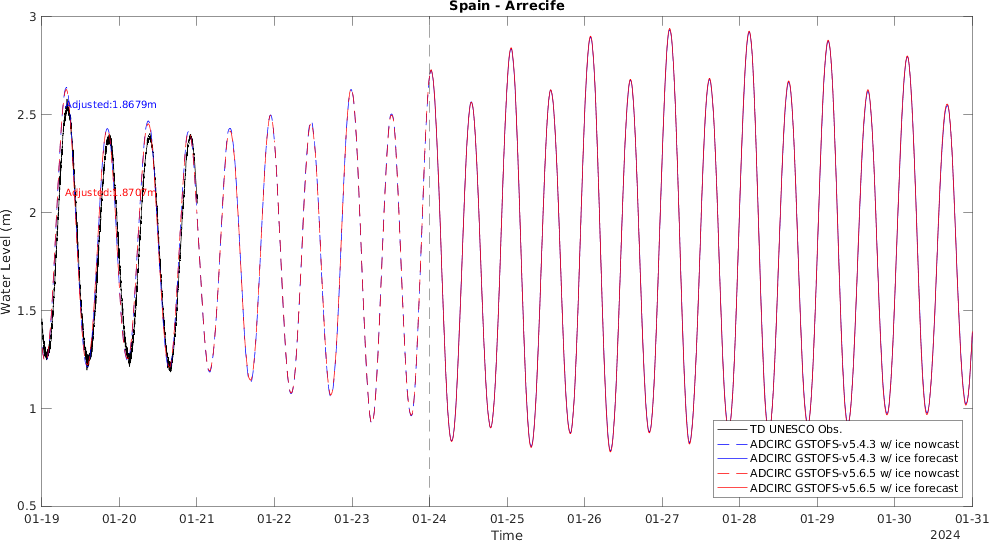 Spain - Arrecife
3
2.5
2
1.5
1
0.5
Water Level (m)
Adjusted:1.8679m
Adjusted:1.8707m
TD UNESCO Obs.
ADCIRC GSTOFS-v5.4.3 w/ ice nowcast
ADCIRC GSTOFS-v5.4.3 w/ ice forecast
ADCIRC GSTOFS-v5.6.5 w/ ice nowcast
ADCIRC GSTOFS-v5.6.5 w/ ice forecast
01-19 01-20 01-21 01-22 01-23 01-24 01-25 01-26 01-27 01-28 01-29 01-30 01-31
Time
2024